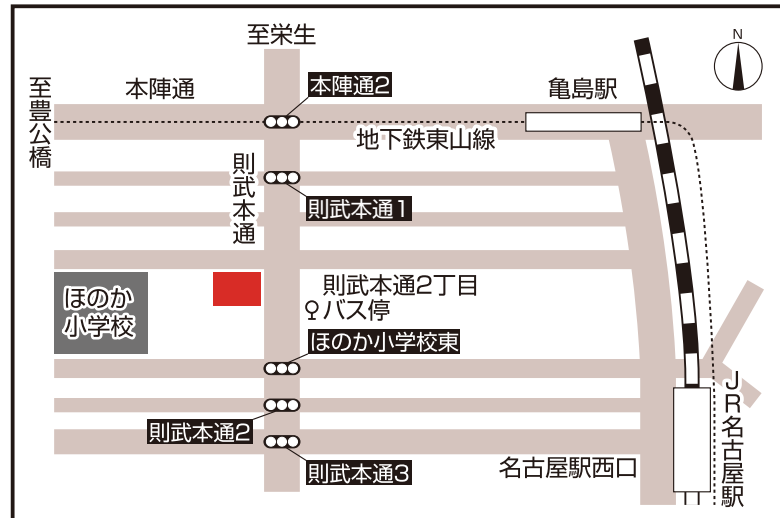 至栄生
N
本陣通2
本陣通
亀島駅
至豊公橋
地下鉄東山線
則武本通
則武本通1
ほのか
小学校
則武本通2丁目
バス停
ほのか小学校東
JR名古屋駅
則武本通2
名古屋駅西口
則武本通3